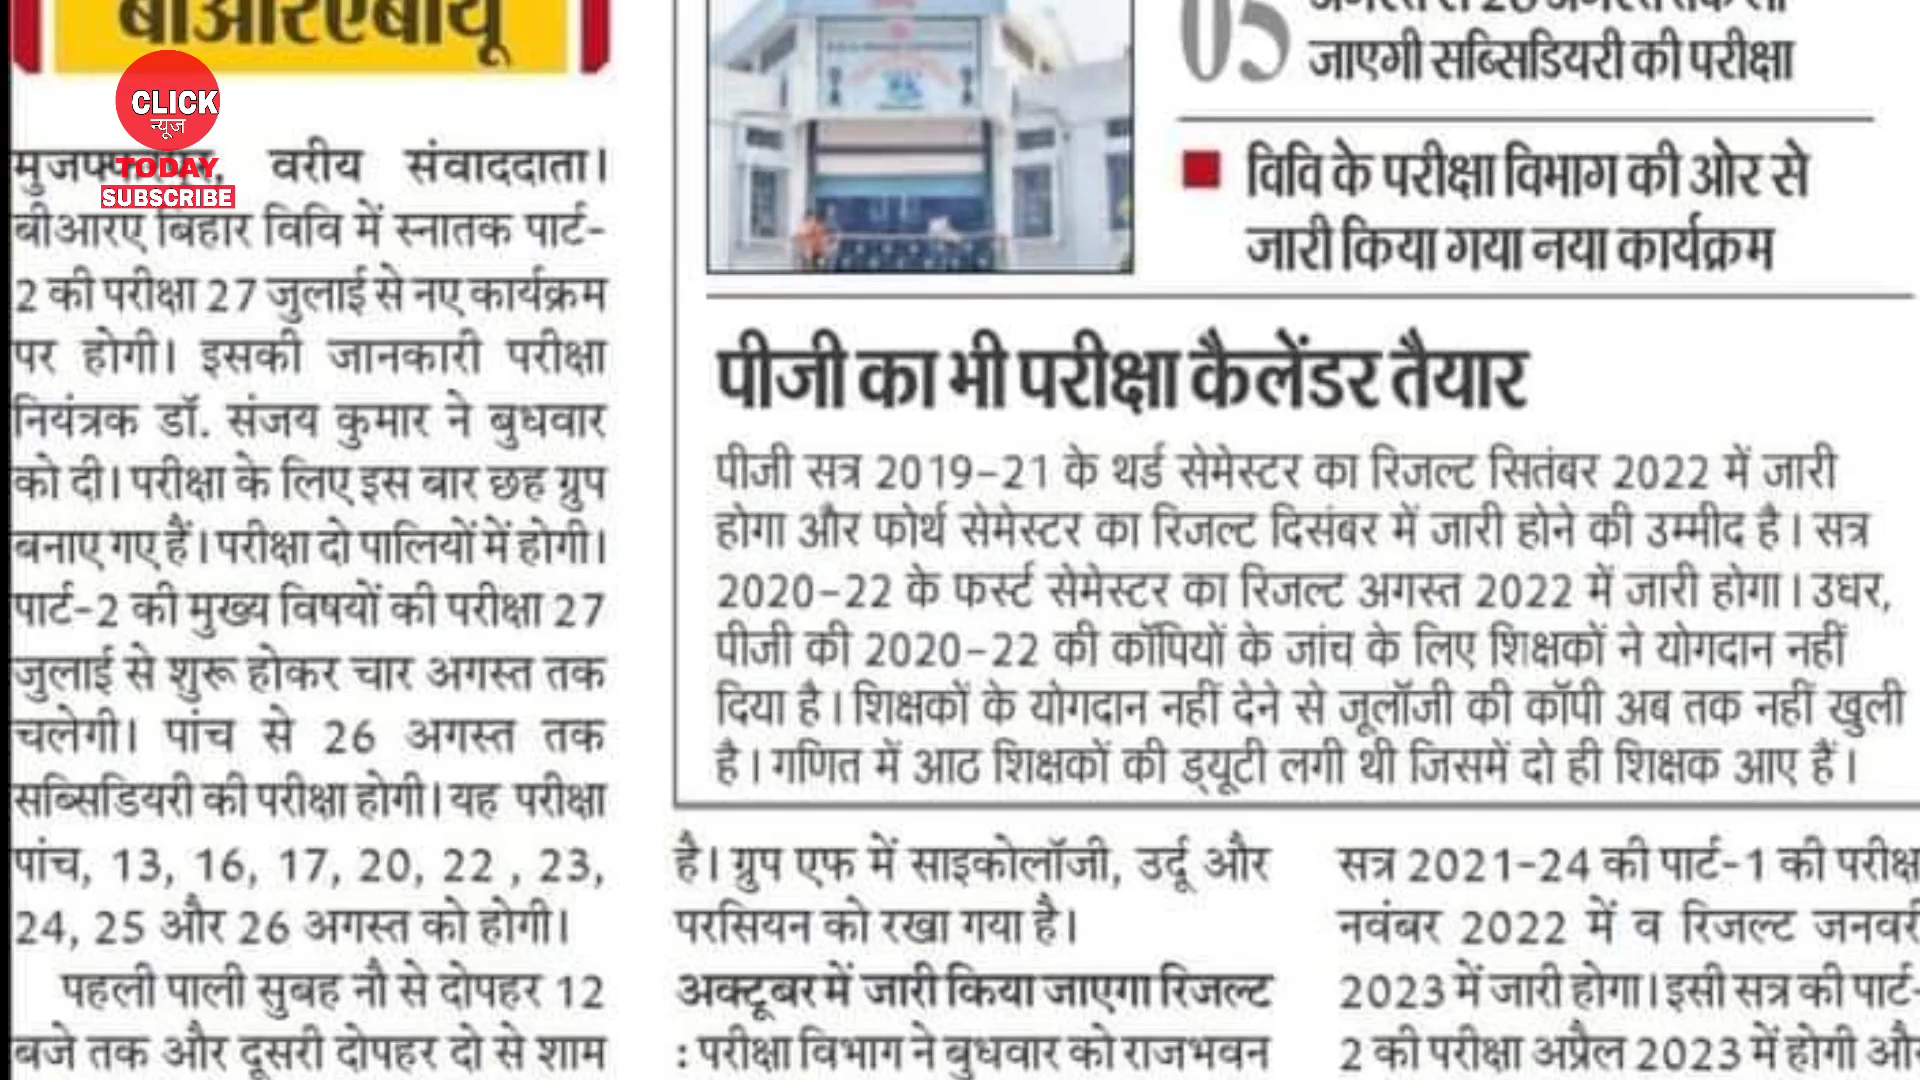 बीआरएबीयू
CLICK
न्यूज
TODAY
SUBSCRIBE
वरीय संवाददाता।
बीआरए बिहार विवि में स्नातक पार्ट-
2 की परीक्षा 27 जुलाई से नए कार्यक्रम
पर होगी। इसकी जानकारी परीक्षा
नियंत्रक डॉ. संजय कुमार ने बुधवार
को दी। परीक्षा के लिए इस बार छह ग्रुप
बनाए गए हैं। परीक्षा दो पालियों में होगी।
पार्ट-2 की मुख्य विषयों की परीक्षा 27
जुलाई से शुरू होकर चार अगस्त तक
चलेगी। पांच से 26 अगस्त तक
सब्सिडियरी की परीक्षा होगी। यह परीक्षा
पांच, 13, 16, 17, 20, 22 , 23,
24, 25 और 26 अगस्त को होगी।
पहली पाली सुबह नौ से दोपहर 12
बजे तक और दूसरी दोपहर दो से शाम
05
अगस्त से 26 अगस्त तक ली
जाएगी सब्सिडियरी की परीक्षा
विवि के परीक्षा विभाग की ओर से
जारी किया गया नया कार्यक्रम
पीजी का भी परीक्षा कैलेंडर तैयार
पीजी सत्र 2019-21 के थर्ड सेमेस्टर का रिजल्ट सितंबर 2022 में जारी
होगा और फोर्थ सेमेस्टर का रिजल्ट दिसंबर में जारी होने की उम्मीद है। सत्र
2020-22 के फर्स्ट सेमेस्टर का रिजल्ट अगस्त 2022 में जारी होगा। उधर,
पीजी की 2020-22 की कॉपियों के जांच के लिए शिक्षकों ने योगदान नहीं
दिया है। शिक्षकों के योगदान नहीं देने से जूलॉजी की कॉपी अब तक नहीं खुली
है। गणित में आठ शिक्षकों की ड्यूटी लगी थी जिसमें दो ही शिक्षक आए हैं।
है। ग्रुप एफ में साइकोलॉजी, उर्दू और
परसियन को रखा गया है।
अक्टूबर में जारी किया जाएगा रिजल्ट
: परीक्षा विभाग ने बुधवार को राजभवन
सत्र 2021-24 की पार्ट-1 की परीक्षा
नवंबर 2022 में व रिजल्ट जनवरी
2023 में जारी होगा। इसी सत्र की पार्ट-
2 की परीक्षा अप्रैल 2023 में होगी और